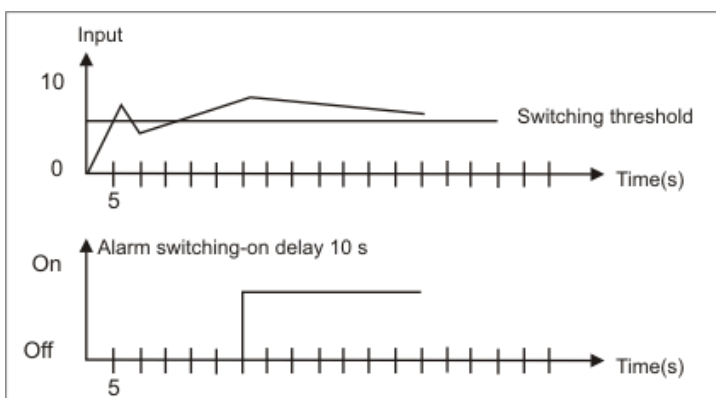 Input
10
Switching threshold
0
Time(s)
5
Alarm switching-on delay 10 s
On
Off
Time(s)
5